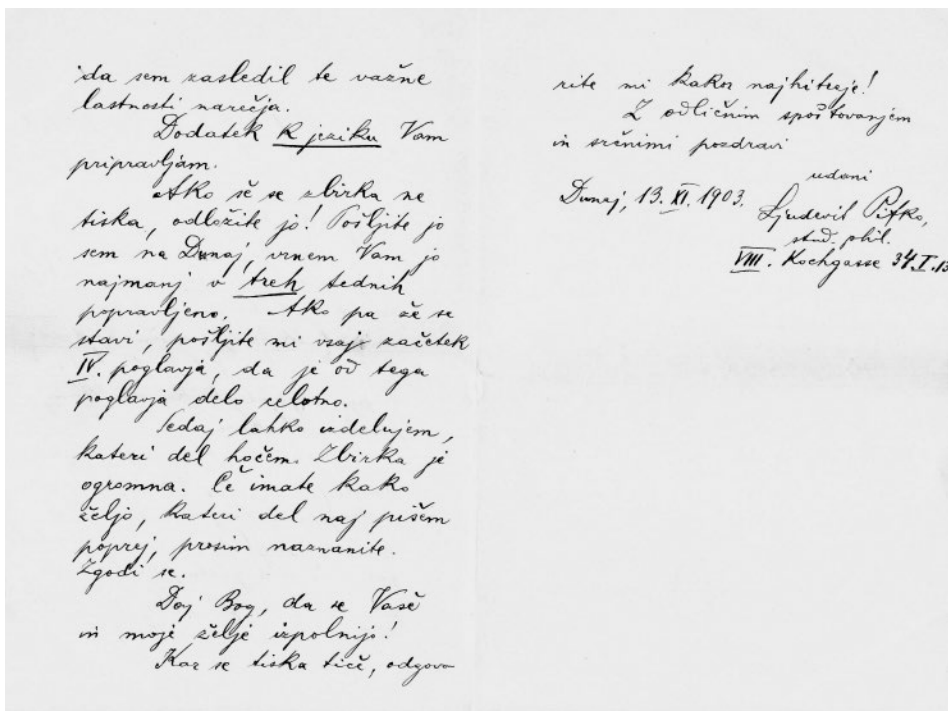 da sem zasledil te važne
lastnosti narečja.
Dodatek k jeziku Vam
pripravljam.
Ako še se zbirka ne
tiska, odložite jo! Pošljite jo
sem na Dunaj, vrnem Vam jo
najmanj v treh tednih
popravljeno. Ako pa že se
stavi, pošljite mi vsaj začetek
IV. poglavja, da je od tega
poglavja delo celotno.
Sedaj lahko izdelujem,
kateri del hočem. Zbirka je
ogromna. Če imate kako
željo, kateri del naj pišem
poprej, prosim naznanite.
Zgodi se.
Daj Bog, da se Vaše
in moje želje izpolnijo!
Kar se tiska tiče, odgovo-
rite mi kakor najhitreje!
Z odličnim spoštovanjem
in srčnimi pozdravi
udani
Dunaj, 13. XI. 1903.
Ljudevit Pifko,
stud. phil.
VIII. Kochgasse 34 I. 13